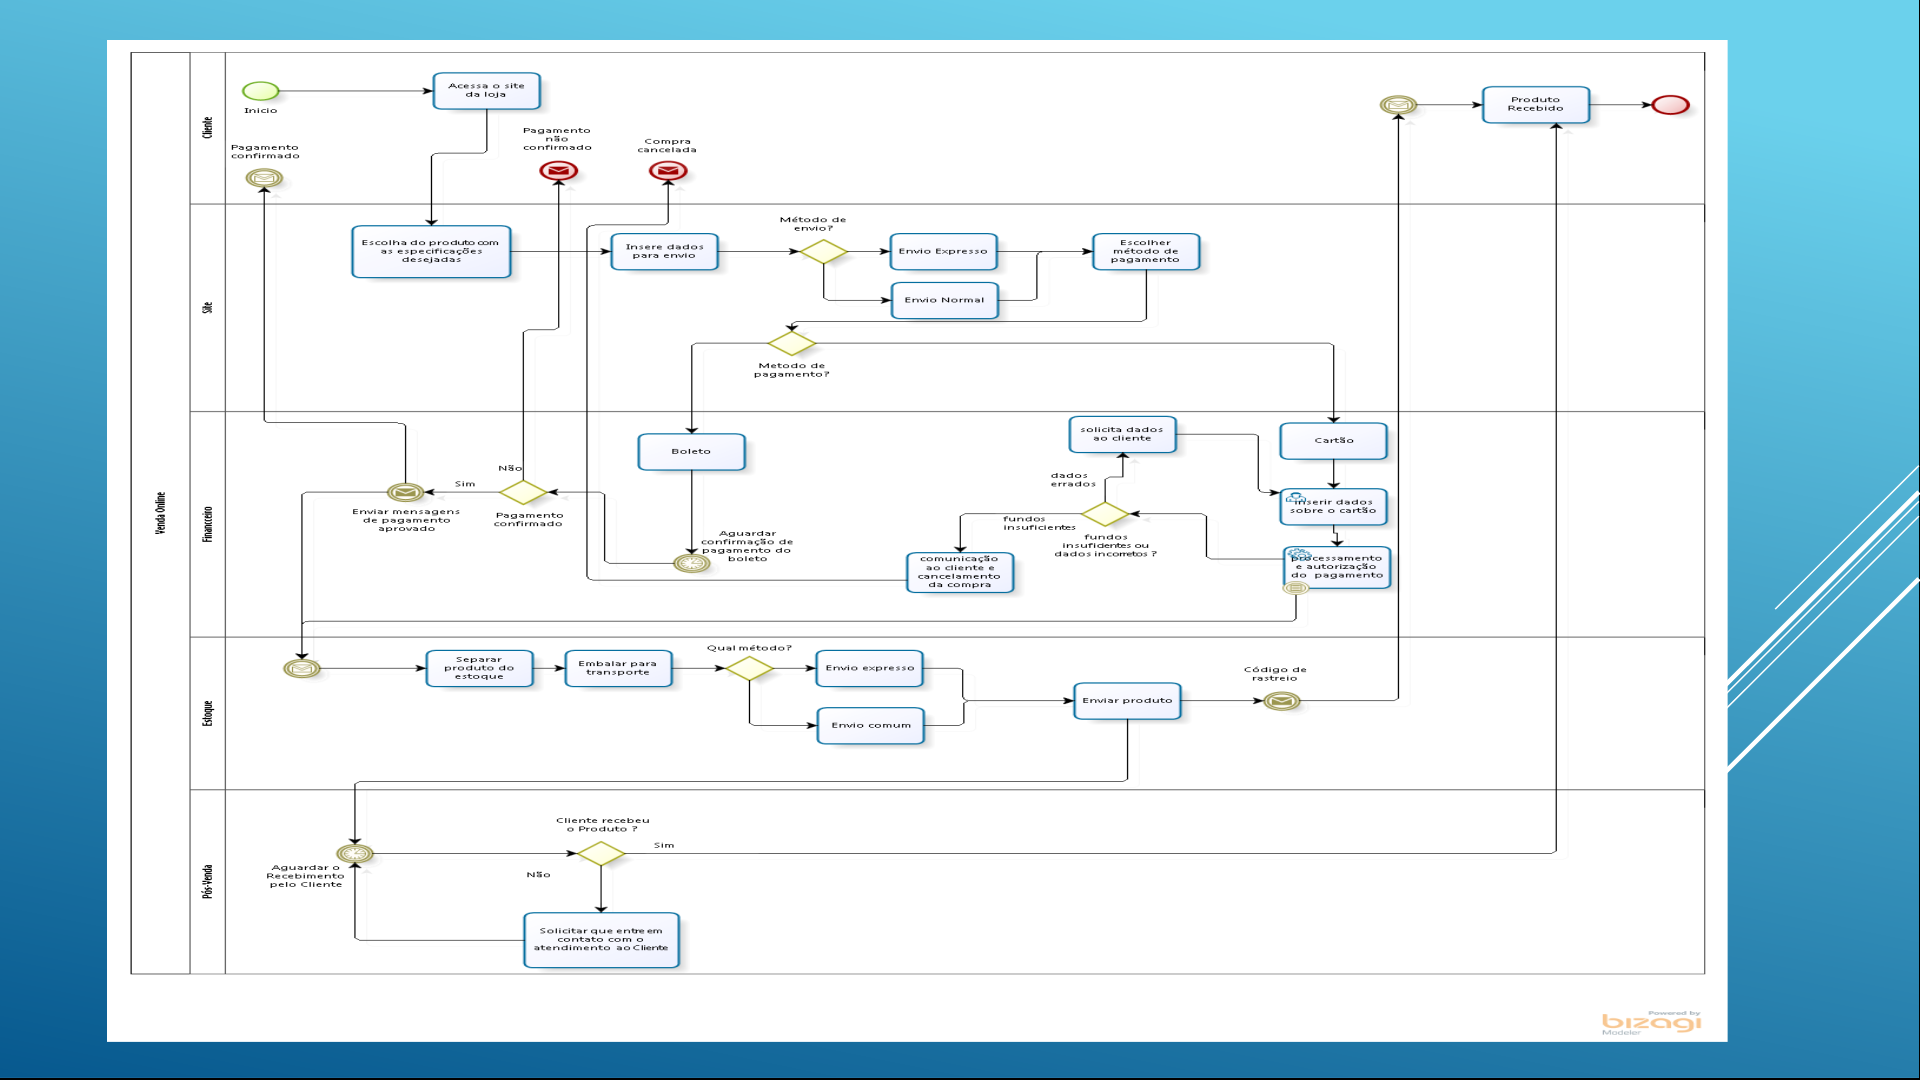 Venda Online
Cliente
Inicio
Acessa o site
da loja
Pagamento
confirmado
Pagamento
não
confirmado
Compra
cancelada
Produto
Recebido
Site
Escolha do produto com
as especificações
desejadas
Insere dados
para envio
Método de
envio?
Envio Expresso
Envio Normal
Escolher
método de
pagamento
Metodo de
pagamento?
Financeiro
Boleto
solicita dados
ao cliente
Cartão
dados
errados
inserir dados
sobre o cartão
Não
Sim
Enviar mensagens
de pagamento
aprovado
Pagamento
confirmado
Aguardar
confirmação de
pagamento do
boleto
fundos
insuficientes
fundos
insuficientes ou
dados incorretos ?
comunicação
ao cliente e
cancelamento
da compra
processamento
e autorização
do pagamento
Estoque
Separar
produto do
estoque
Embalar para
transporte
Qual método?
Envio expresso
Envio comum
Enviar produto
Código de
rastreio
Pós-Venda
Aguardar o
Recebimento
pelo Cliente
Cliente recebeu
o Produto ?
Sim
Não
Solicitar que entre em
contato com o
atendimento ao Cliente
Powered by
bizagi
Modeler